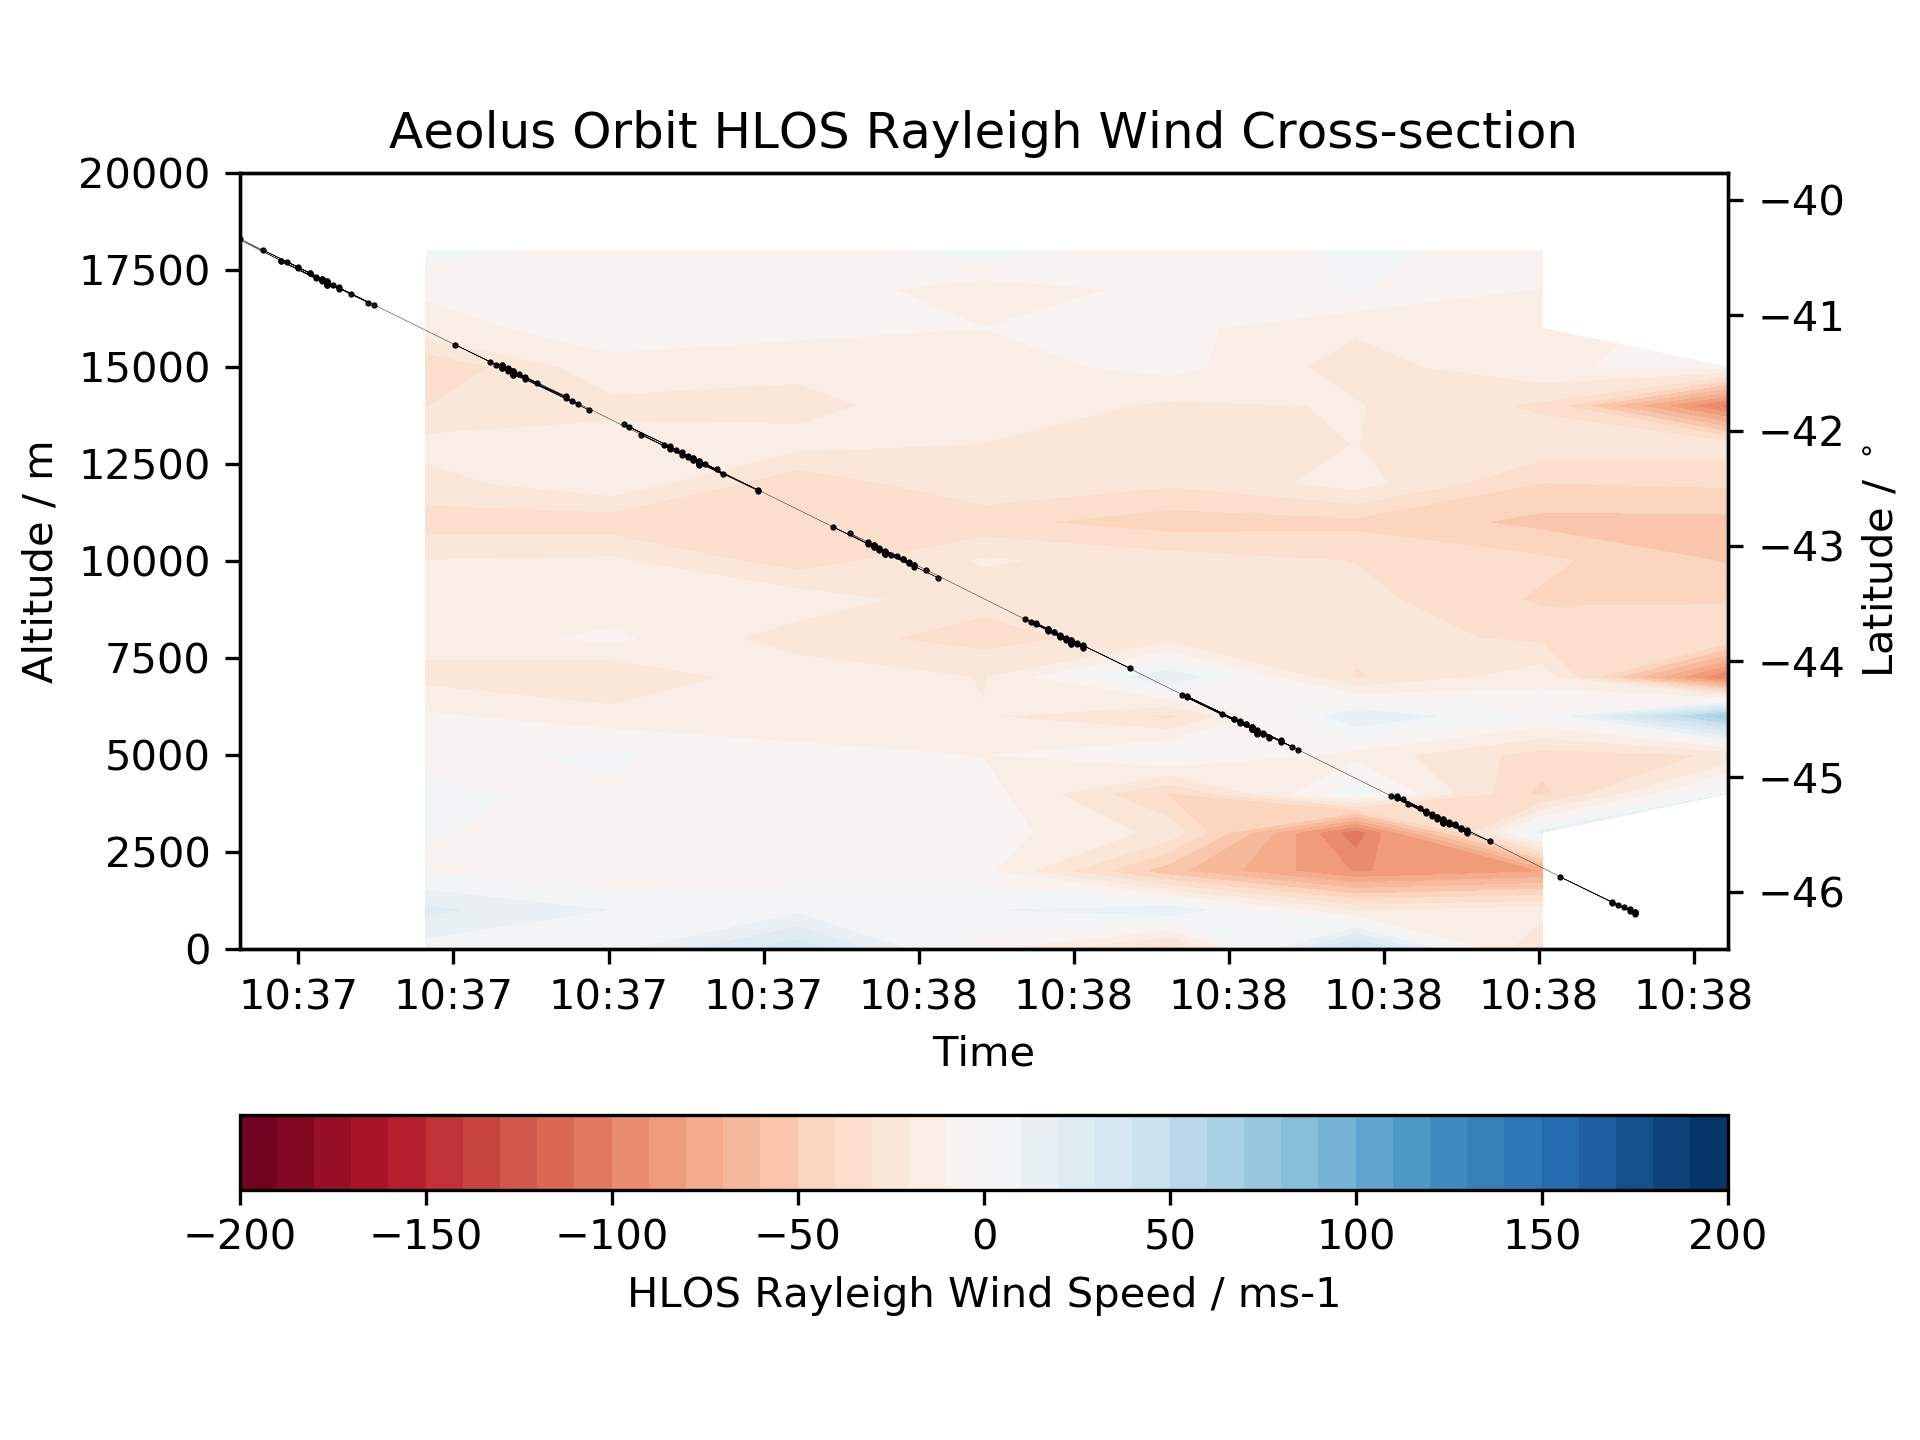 Aeolus Orbit HLOS Rayleigh Wind Cross-section
20000
17500
15000
12500
10000
7500
5000
2500
0
Altitude / m
−40
−41
−42
−43
−44
−45
−46
Latitude / °
10:37 10:37 10:37 10:37 10:38 10:38 10:38 10:38 10:38 10:38
Time
−200 −150 −100 −50 0 50 100 150 200
HLOS Rayleigh Wind Speed / ms-1